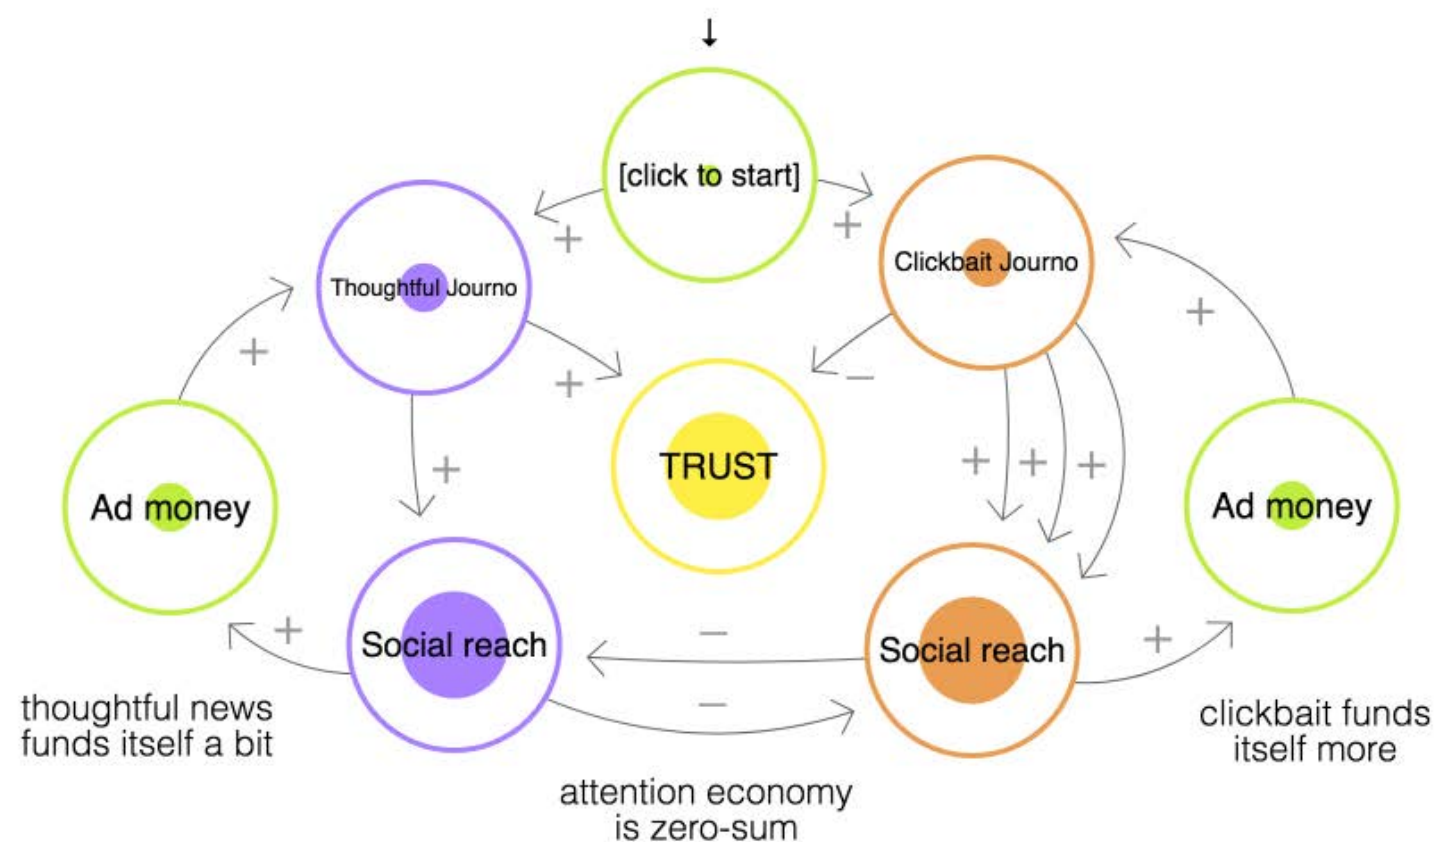 ↓
[click to start]
+
+
Thoughtful Journo
Clickbait Journo
+
+
+
−
TRUST
+
+
+
+
Ad money
Ad money
Social reach
Social reach
+
−
+
−
thoughtful news
funds itself a bit
clickbait funds
itself more
attention economy
is zero-sum